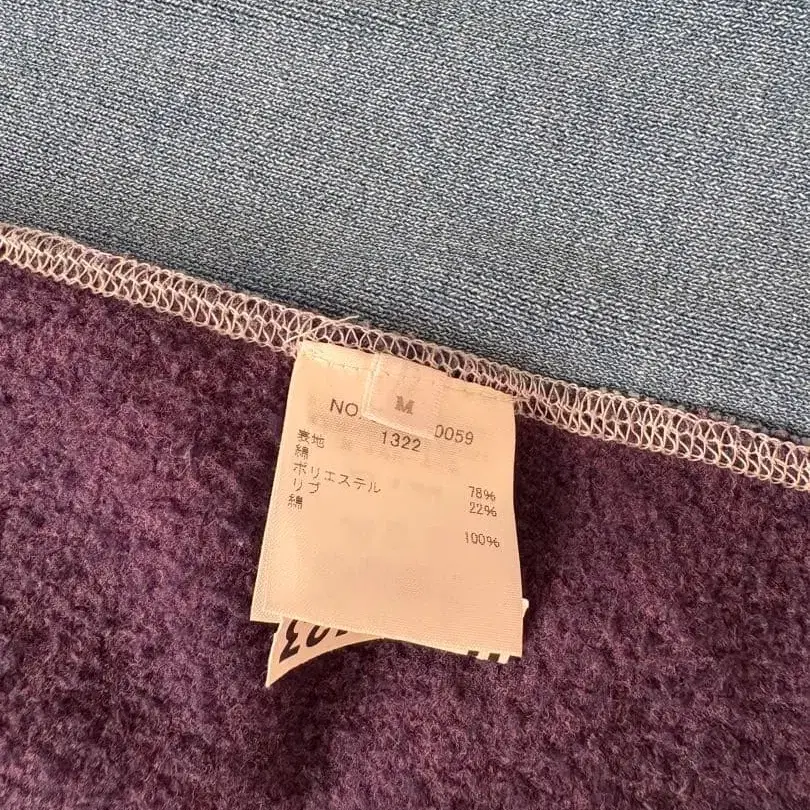 M
NO. 0059
1322
表地
綿 78%
ポリエステル 22%
リブ
綿 100%